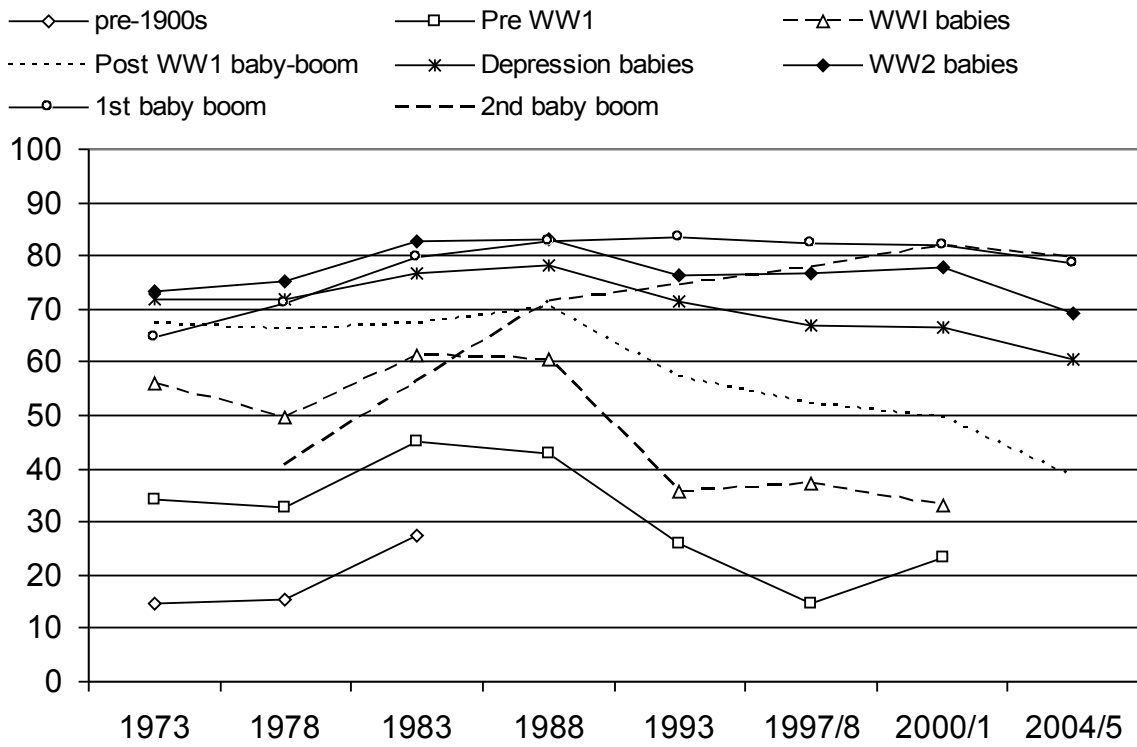 pre-1900s Pre WW1 WWI babies
Post WW1 baby-boom Depression babies WW2 babies
1st baby boom 2nd baby boom
100
90
80
70
60
50
40
30
20
10
0
1973 1978 1983 1988 1993 1997/8 2000/1 2004/5